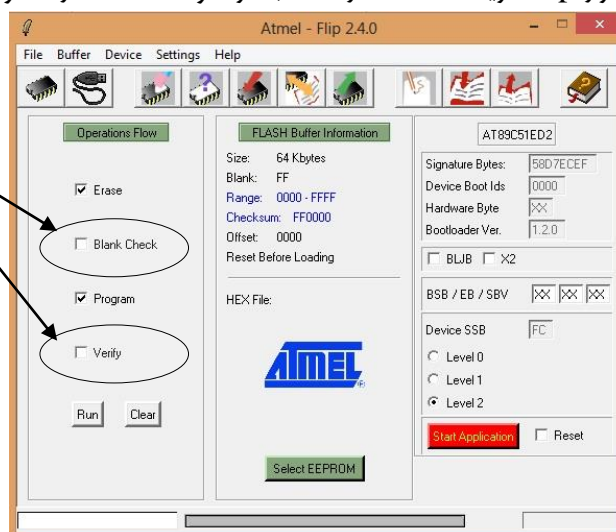 Atmel - Flip 2.4.0
File Buffer Device Settings Help
Operations Flow
Erase
Blank Check
Program
Verify
Run Clear
FLASH Buffer Information
Size: 64 Kbytes
Blank: FF
Range: 0000 - FFFF
Checksum: FF0000
Offset: 0000
Reset Before Loading
HEX File:
ATMEL
Select EEPROM
AT89C51ED2
Signature Bytes: 58D7ECEF
Device Boot Ids 0000
Hardware Byte XX
Bootloader Ver. 1.2.0
BLJB X2
BSB / EB / SBV XX XX XX
Device SSB FC
Level 0
Level 1
Level 2
Start Application Reset